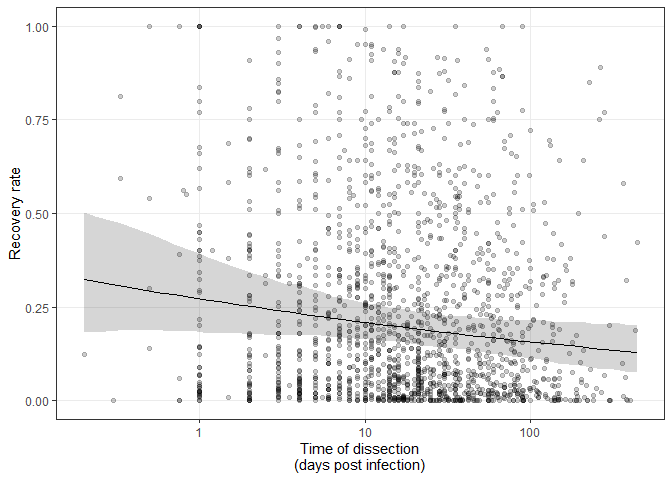 1.00
0.75
0.50
0.25
0.00
Recovery rate
1
10
100
Time of dissection
(days post infection)